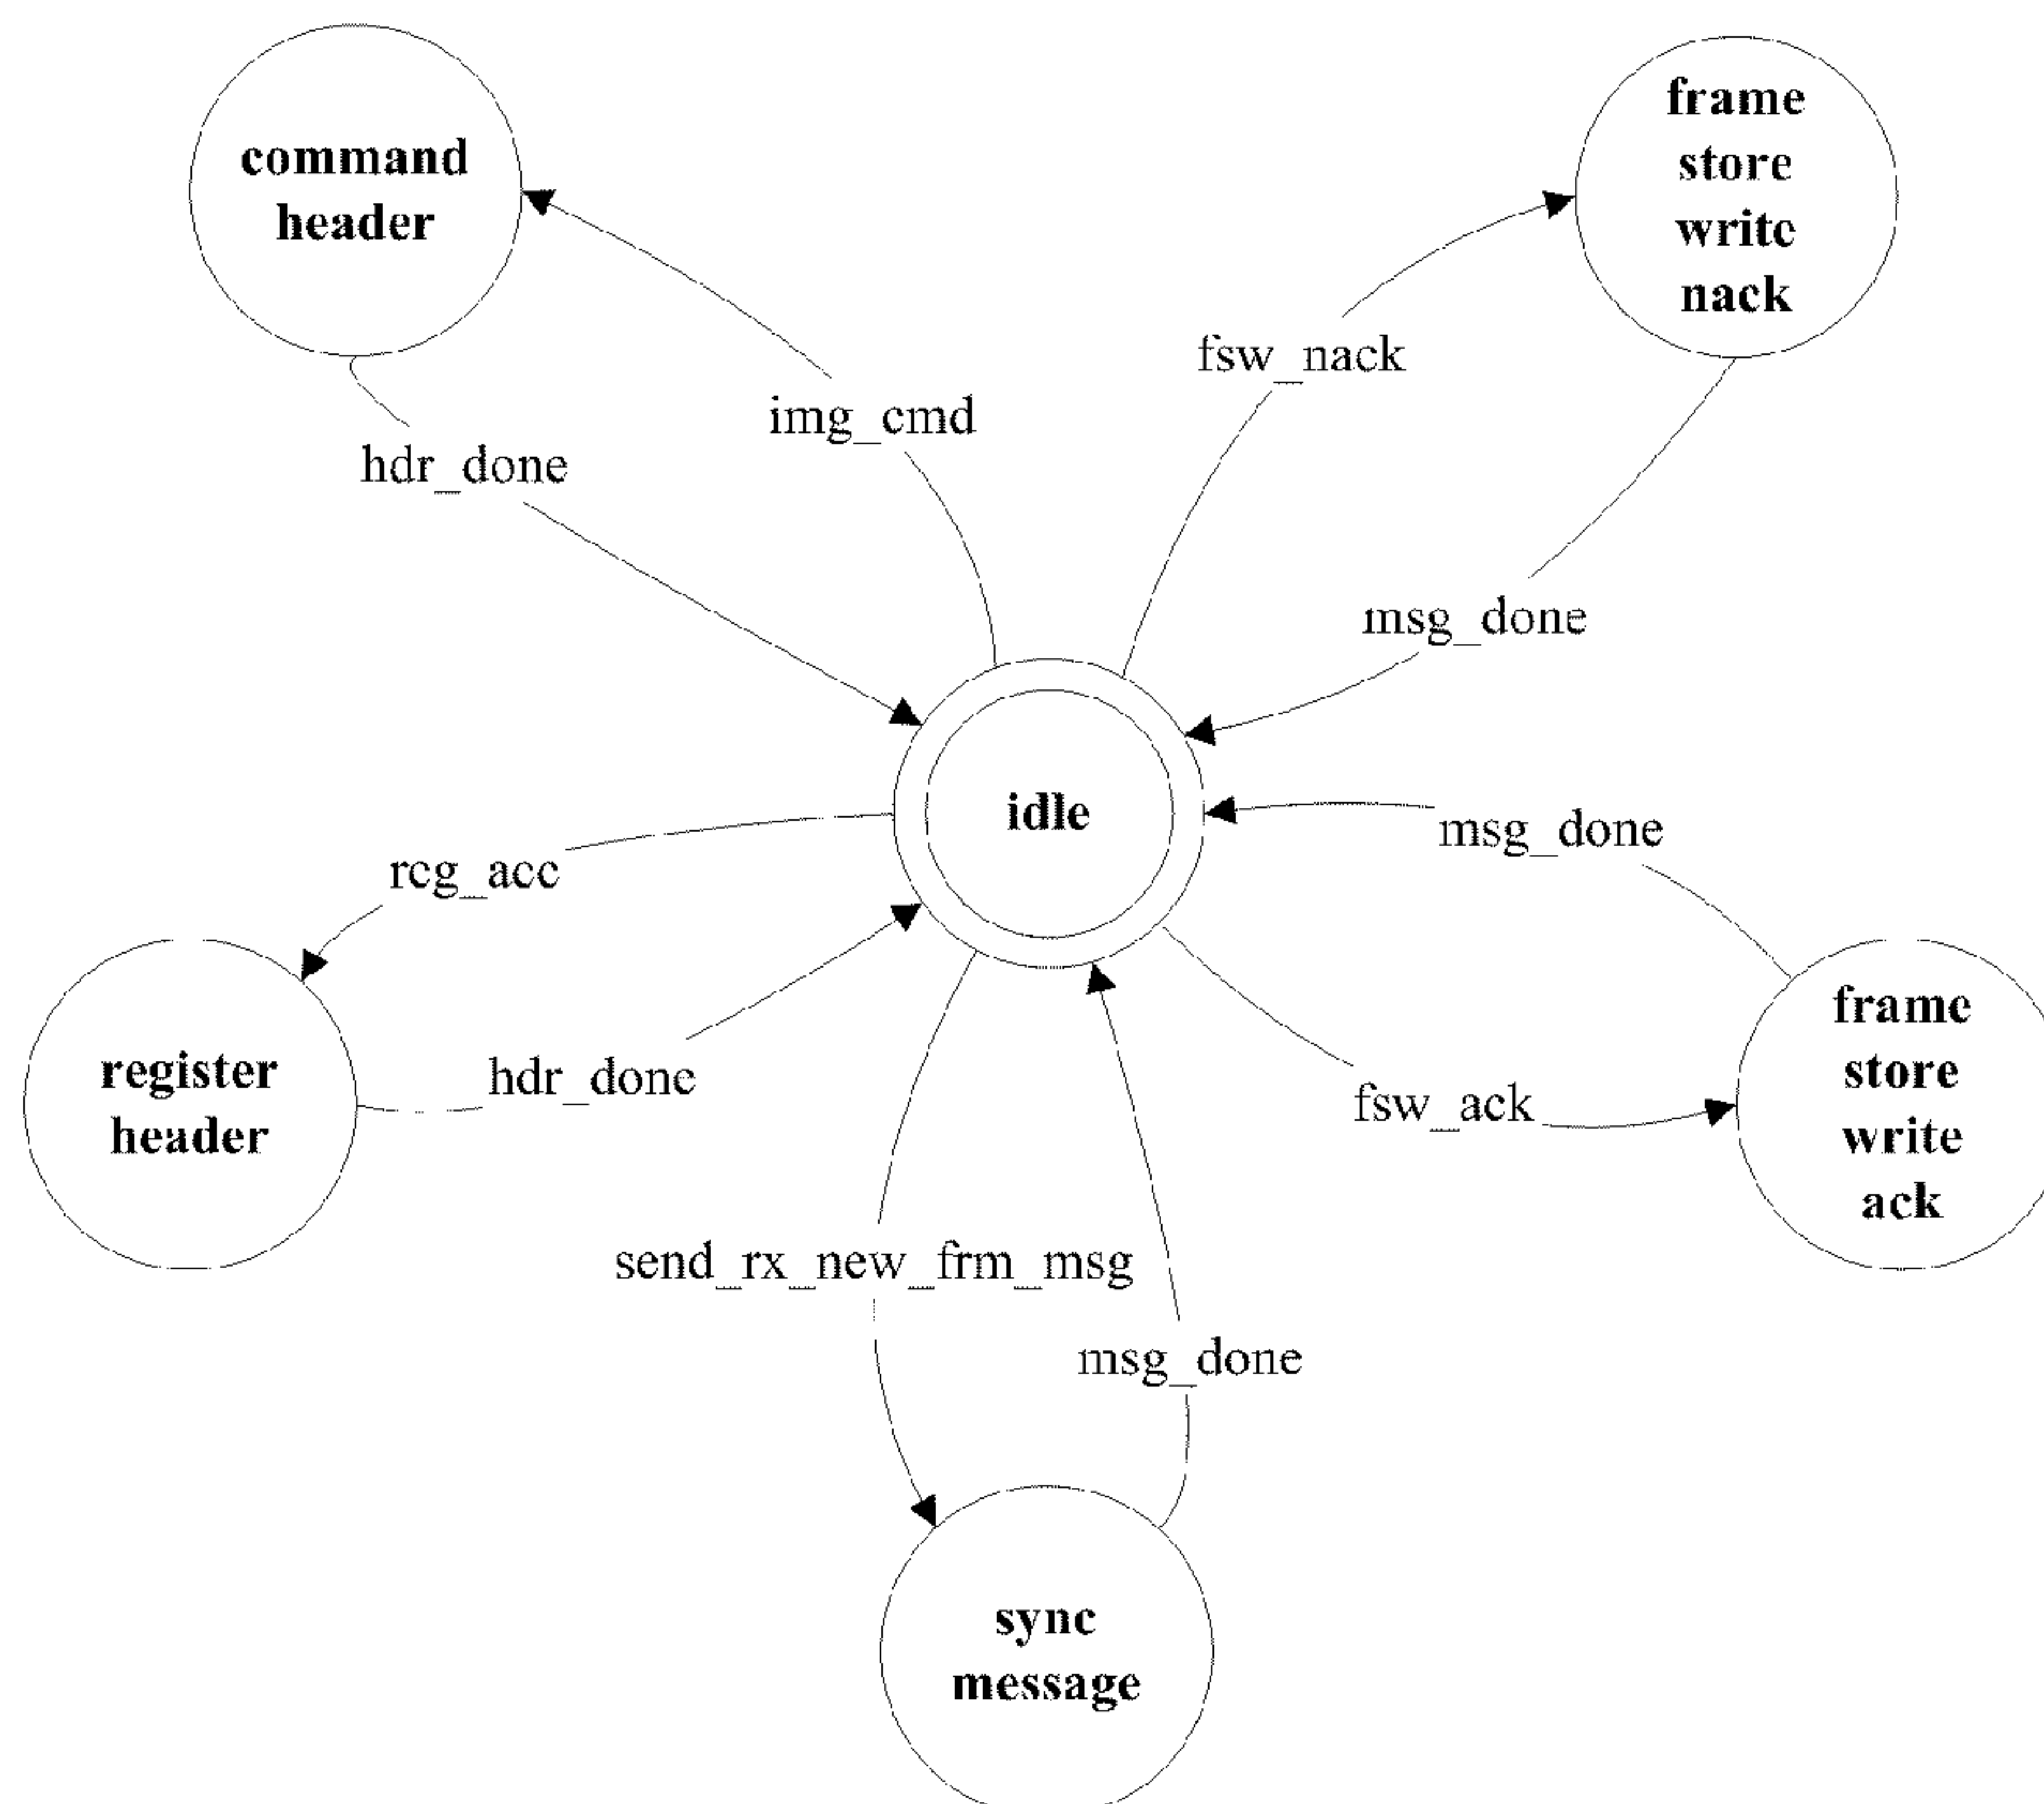 command
header
frame
store
write
nack
fsw_nack
img_cmd
hdr_done
msg_done
idle
msg_done
reg_acc
frame
store
write
ack
register
header
hdr_done
fsw_ack
send_rx_new_frm_msg
msg_done
sync
message